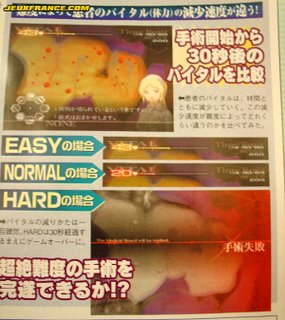 JEUXFRANCE.COM
難度によって患者のバイタル(体力)の減少速度が違う!
手術開始から
30秒後の
バイタルを比較
←患者のバイタルは、時間と
ともに減少していく。この減
少速度が難度によってどれく
らい違うのかを比べてみた。
NONE
EASYの場合
43
NORMALの場合
20
HARDの場合
The Medical Board will be notified.
手術失敗
→バイタルの減りかたは一
目瞭然。HARDは30秒経過す
るまえにゲームオーバーに。
超絶難度の手術を
完遂できるか!?